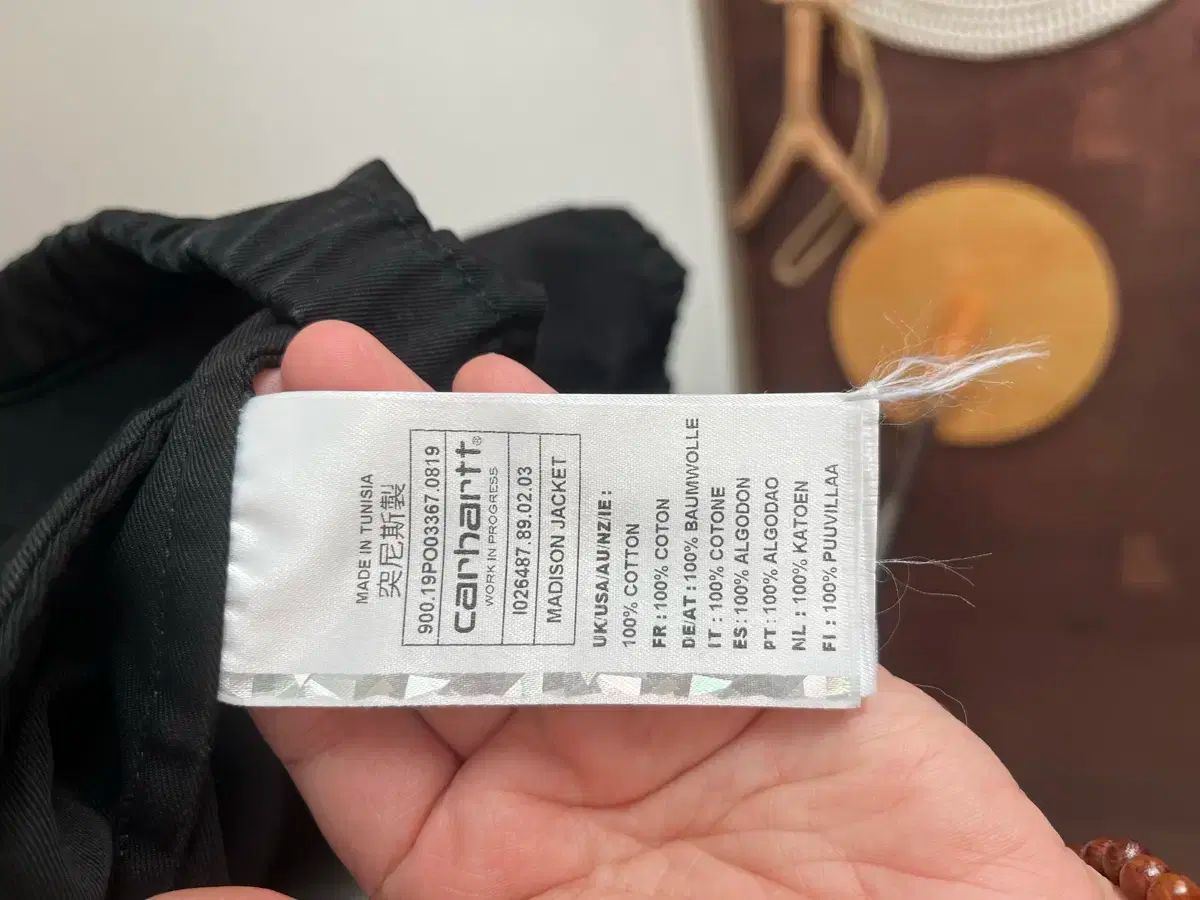 MADE IN TUNISIA
突尼斯製
900.19PO03367.0819
carhartt®
WORK IN PROGRESS
I026487.89.02.03
MADISON JACKET
UK/USA/AU/NZ/IE:
100% COTTON
FR : 100% COTON
DE/AT : 100% BAUMWOLLE
IT : 100% COTONE
ES : 100% ALGODON
PT : 100% ALGODAO
NL : 100% KATOEN
FI : 100% PUUVILLAA